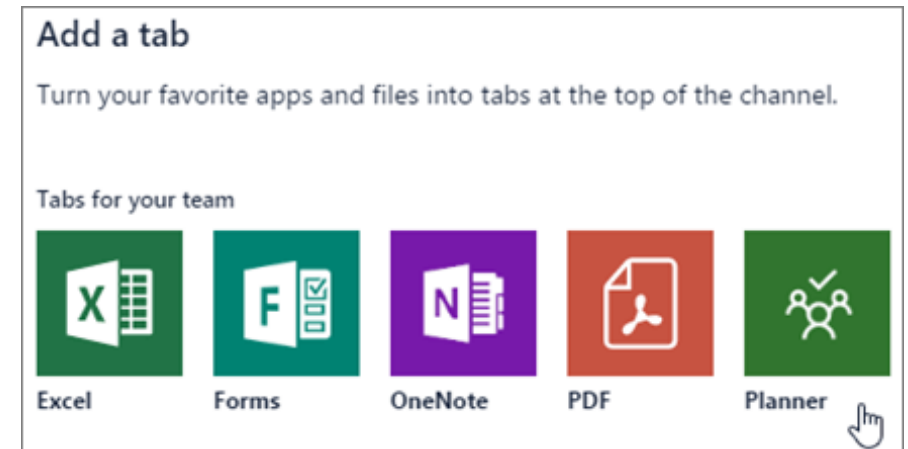 Add a tab
Turn your favorite apps and files into tabs at the top of the channel.
Tabs for your team
X
F
N
Excel
Forms
OneNote
PDF
Planner